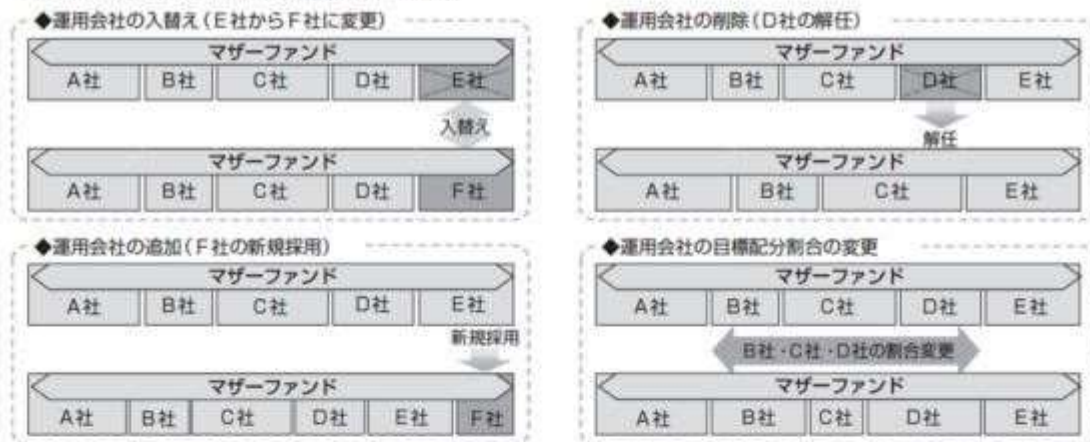 ◆運用会社の入替え(E社からF社に変更)
マザーファンド
A社 B社 C社 D社 E社
入替え
マザーファンド
A社 B社 C社 D社 F社
◆運用会社の削除(D社の解任)
マザーファンド
A社 B社 C社 D社 E社
解任
マザーファンド
A社 B社 C社 E社
◆運用会社の追加(F社の新規採用)
マザーファンド
A社 B社 C社 D社 E社
新規採用
マザーファンド
A社 B社 C社 D社 E社 F社
◆運用会社の目標配分割合の変更
マザーファンド
A社 B社 C社 D社 E社
B社・C社・D社の割合変更
マザーファンド
A社 B社 C社 D社 E社